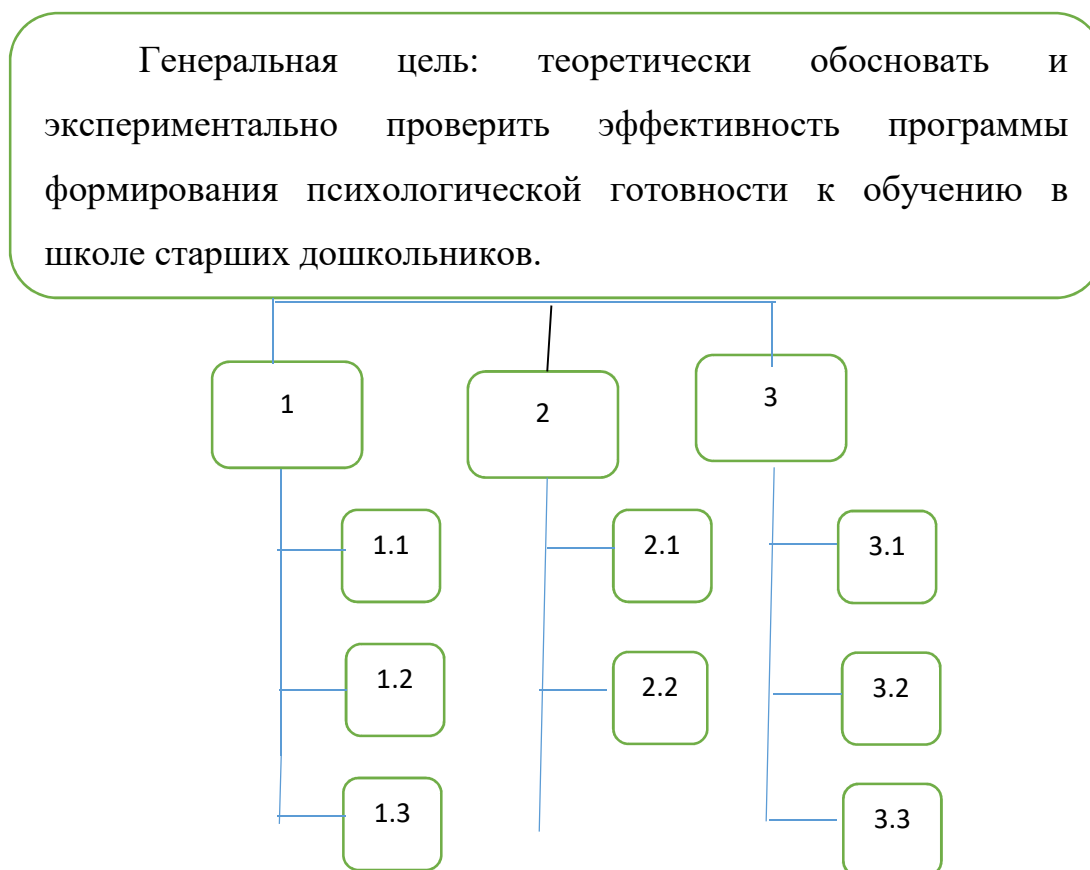 Генеральная цель: теоретически обосновать и
экспериментально проверить эффективность программы
формирования психологической готовности к обучению в
школе старших дошкольников.
1
2
3
1.1
2.1
3.1
1.2
2.2
3.2
1.3
3.3